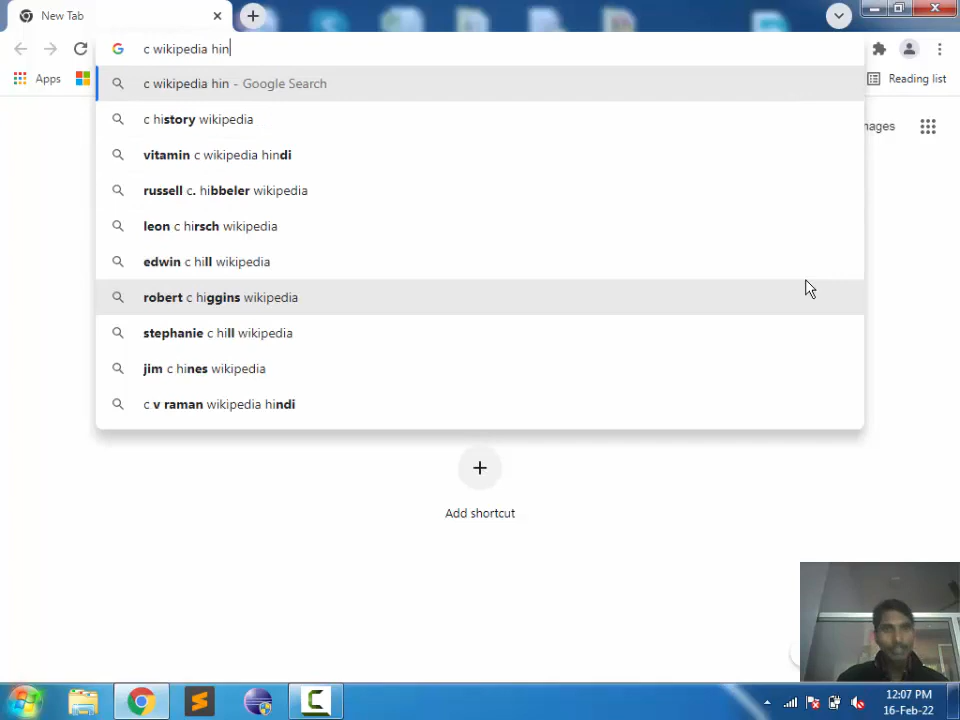 New Tab
c wikipedia hin
Apps
Reading list
c wikipedia hin - Google Search
c history wikipedia
mages
vitamin c wikipedia hindi
russell c. hibbeler wikipedia
leon c hirsch wikipedia
edwin c hill wikipedia
robert c higgins wikipedia
stephanie c hill wikipedia
jim c hines wikipedia
c v raman wikipedia hindi
Add shortcut
12:07 PM
16-Feb-22